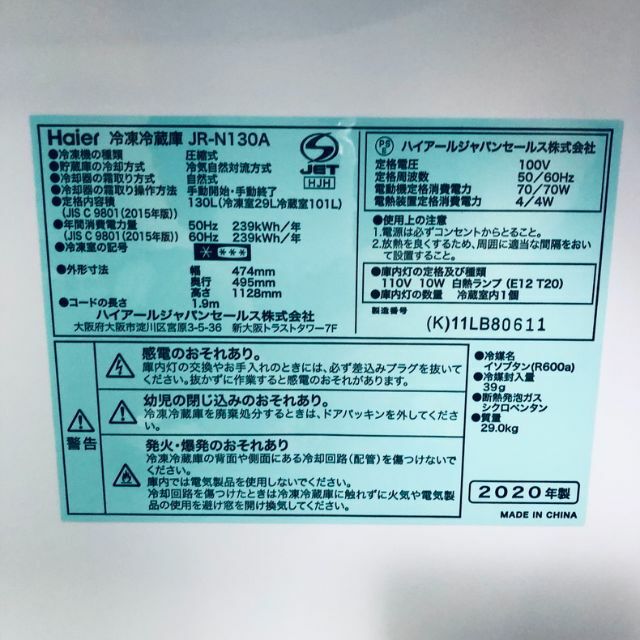 Haier 冷凍冷蔵庫 JR-N130A
●冷凍機の種類 圧縮式
●貯蔵庫の冷却方式 冷気自然対流方式
●冷却器の霜取り方式 自然式
●冷却器の霜取り操作方法 手動開始・手動終了
●定格内容積 130L(冷凍室29L冷蔵室101L)
(JIS C 9801(2015年版))
●年間消費電力量 50Hz 239kWh/年
(JIS C 9801(2015年版)) 60Hz 239kWh/年
●冷凍室の記号 * ***
●外形寸法 幅 474mm
奥行 495mm
高さ 1128mm
●コードの長さ 1.9m
ハイアールジャパンセールス株式会社
大阪府大阪市淀川区宮原3-5-36 新大阪トラストタワー7F
S
JET
HJH
PS
E
ハイアールジャパンセールス株式会社
定格電圧 100V
定格周波数 50/60Hz
電動機定格消費電力 70/70W
電熱装置定格消費電力 4/4W
●使用上の注意
1.電源は必ずコンセントからとること。
2.放熱を良くするため、周囲に適当な間隔をおいて
設置すること。
●庫内灯の定格及び種類
110V 10W 白熱ランプ(E12 T20)
●庫内灯の数量 冷蔵室内1個
製造番号 (K)11LB80611
警告
感電のおそれあり。
庫内灯の交換やお手入れのときには、必ず差込みプラグを抜いて
ください。抜かずに作業すると感電のおそれがあります。
幼児の閉じ込みのおそれあり。
冷凍冷蔵庫を廃棄処分するときは、ドアパッキンを外してくださ
い。
発火・爆発のおそれあり
冷凍冷蔵庫の背面や側面にある冷却回路(配管)を傷つけないで
ください。
庫内では電気製品を使用しないでください。
冷却回路を傷つけたときは冷凍冷蔵庫に触れずに火気や電気製
品の使用を避け窓を開け換気してください。
●冷媒名
イソブタン(R600a)
●冷媒封入量
39g
●断熱発泡ガス
シクロペンタン
●質量
29.0kg
2020年製
MADE IN CHINA